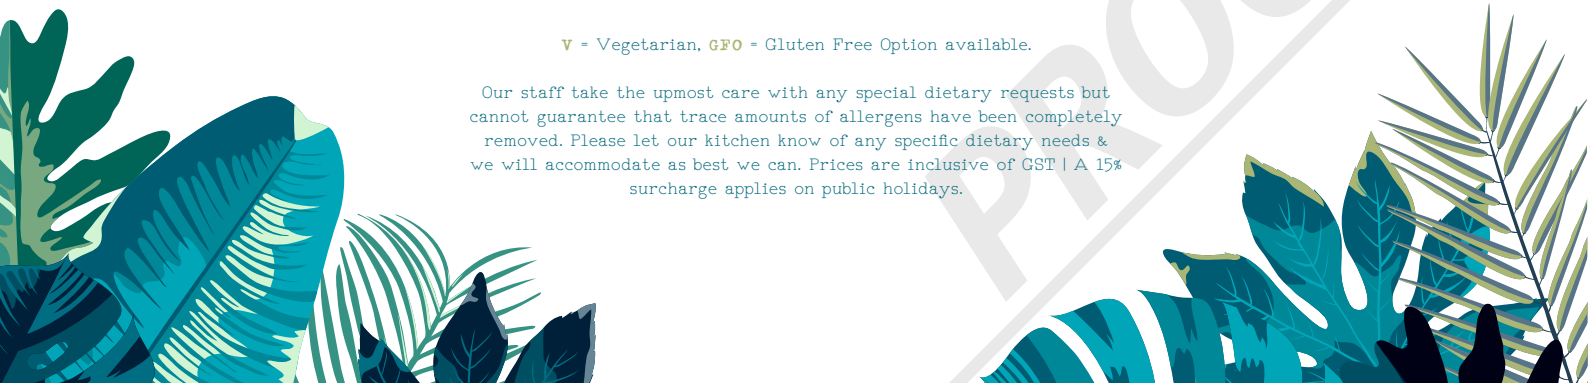 V = Vegetarian, GFO = Gluten Free Option available.
Our staff take the upmost care with any special dietary requests but
cannot guarantee that trace amounts of allergens have been completely
removed. Please let our kitchen know of any specific dietary needs &
we will accommodate as best we can. Prices are inclusive of GST | A 15%
surcharge applies on public holidays.